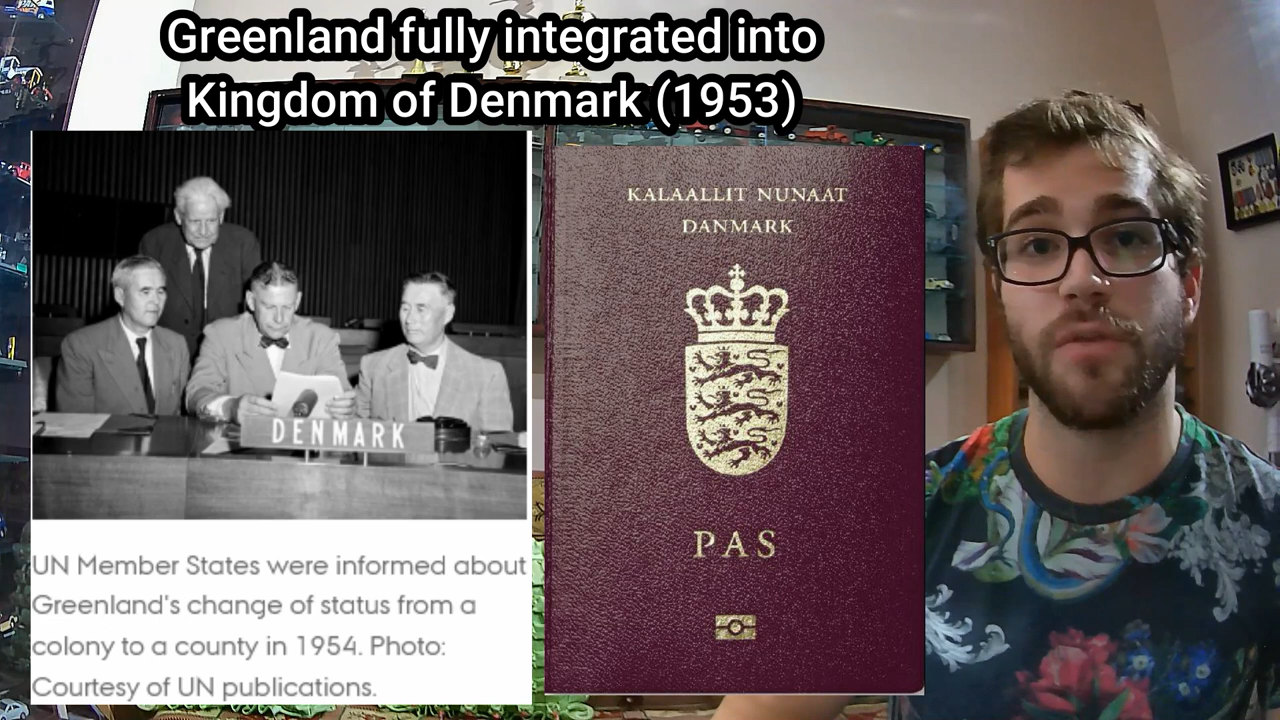 Greenland fully integrated into
Kingdom of Denmark (1953)
DENMARK
UN Member States were informed about
Greenland's change of status from a
colony to a county in 1954. Photo:
Courtesy of UN publications.
KALAALLIT NUNAAT
DANMARK
PAS